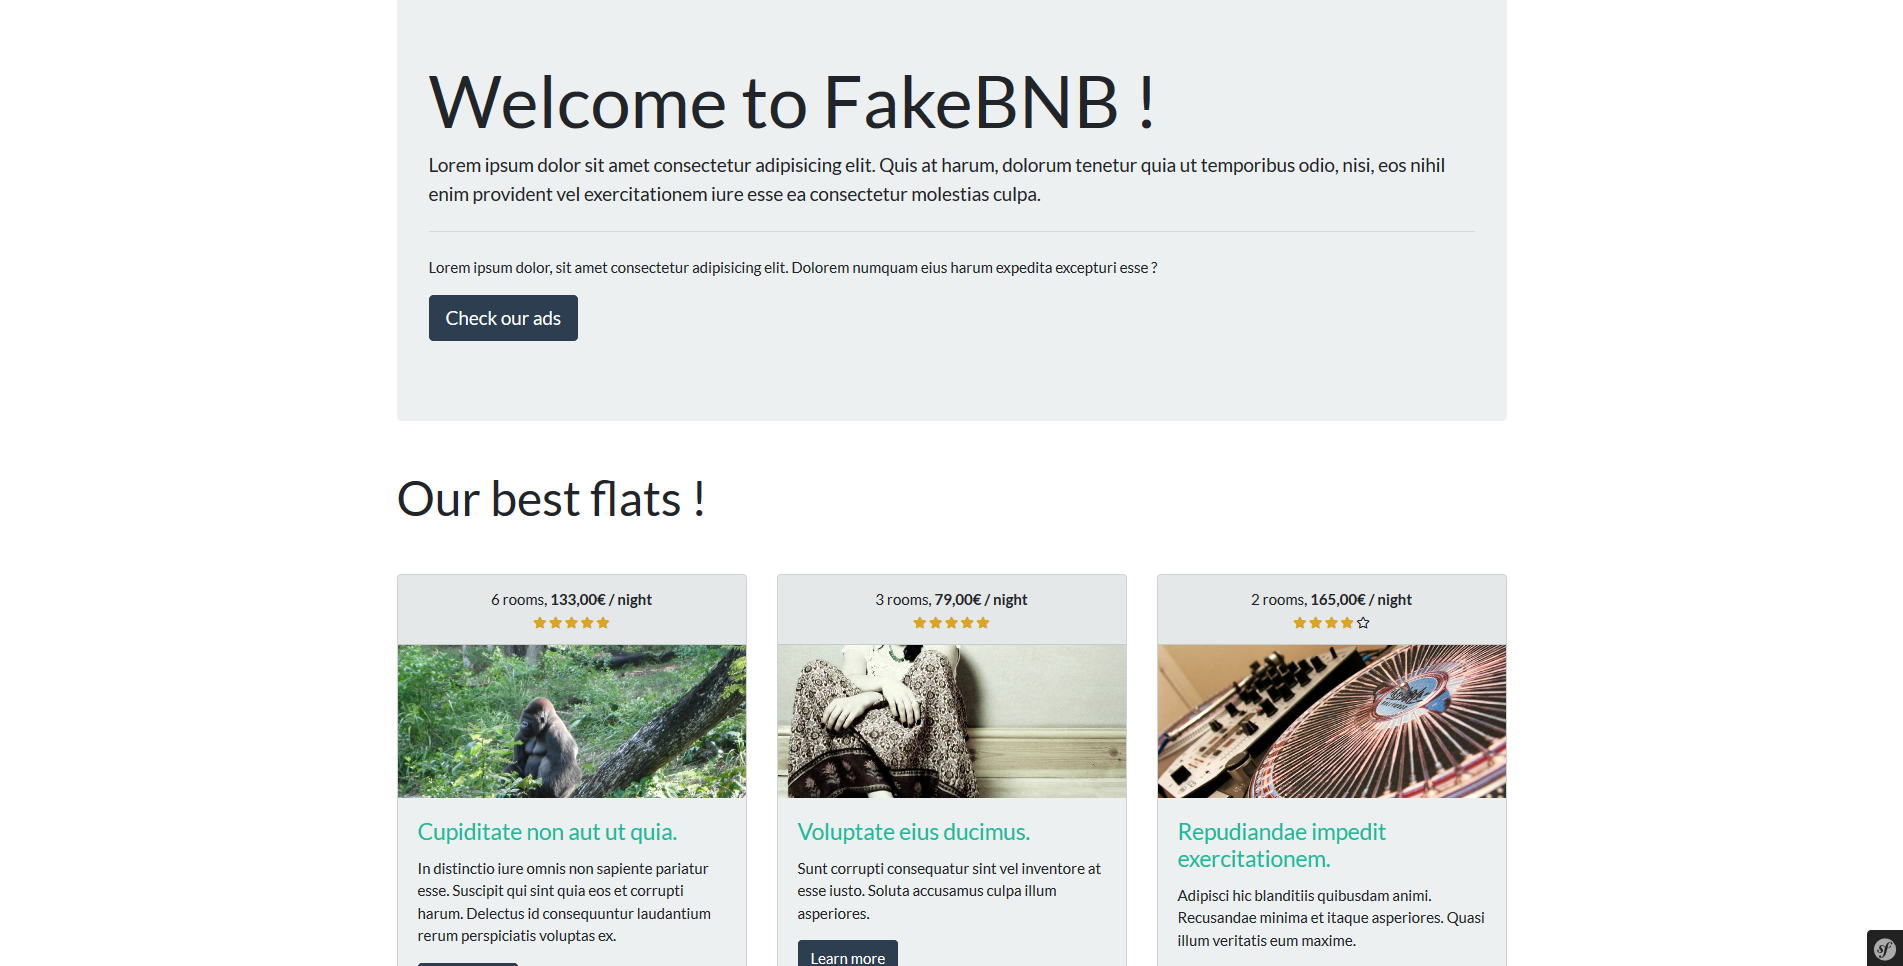 Welcome to FakeBNB !
Lorem ipsum dolor sit amet consectetur adipisicing elit. Quis at harum, dolorum tenetur quia ut temporibus odio, nisi, eos nihil
enim provident vel exercitationem iure esse ea consectetur molestias culpa.
Lorem ipsum dolor, sit amet consectetur adipisicing elit. Dolorem numquam eius harum expedita excepturi esse ?
Check our ads
Our best flats !
6 rooms, 133,00€ / night
Cupiditate non aut ut quia.
In distinctio iure omnis non sapiente pariatur
esse. Suscipit qui sint quia eos et corrupti
harum. Delectus id consequuntur laudantium
rerum perspiciatis voluptas ex.
3 rooms, 79,00€ / night
Voluptate eius ducimus.
Sunt corrupti consequatur sint vel inventore at
esse iusto. Soluta accusamus culpa illum
asperiores.
Learn more
2 rooms, 165,00€ / night
Repudiandae impedit
exercitationem.
Adipisci hic blanditiis quibusdam animi.
Recusandae minima et itaque asperiores. Quasi
illum veritatis eum maxime.
sf